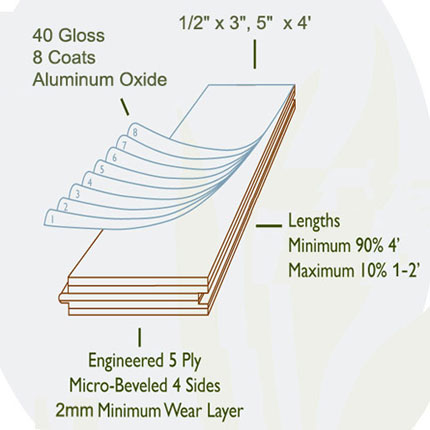 1/2" x 3", 5" x 4'
40 Gloss
8 Coats
Aluminum Oxide
8
7
6
5
4
3
2
1
Lengths
Minimum 90% 4'
Maximum 10% 1-2'
Engineered 5 Ply
Micro-Beveled 4 Sides
2mm Minimum Wear Layer